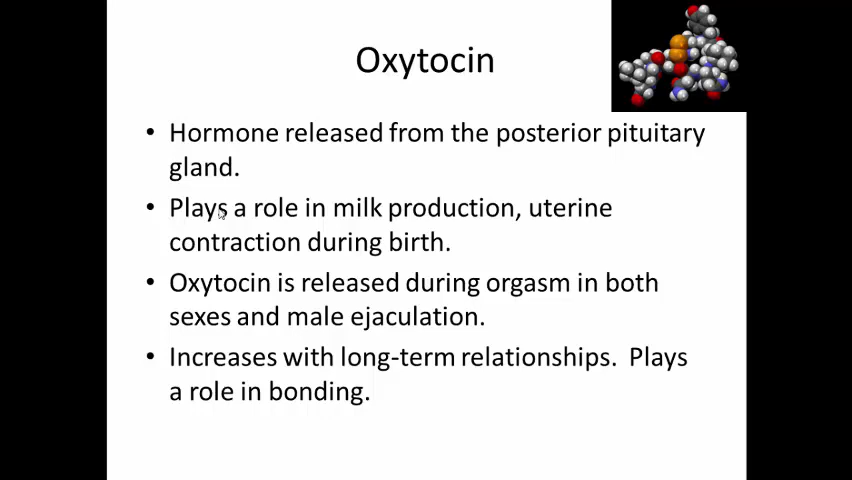 Oxytocin
• Hormone released from the posterior pituitary
gland.
• Plays a role in milk production, uterine
contraction during birth.
• Oxytocin is released during orgasm in both
sexes and male ejaculation.
• Increases with long-term relationships.  Plays
a role in bonding.